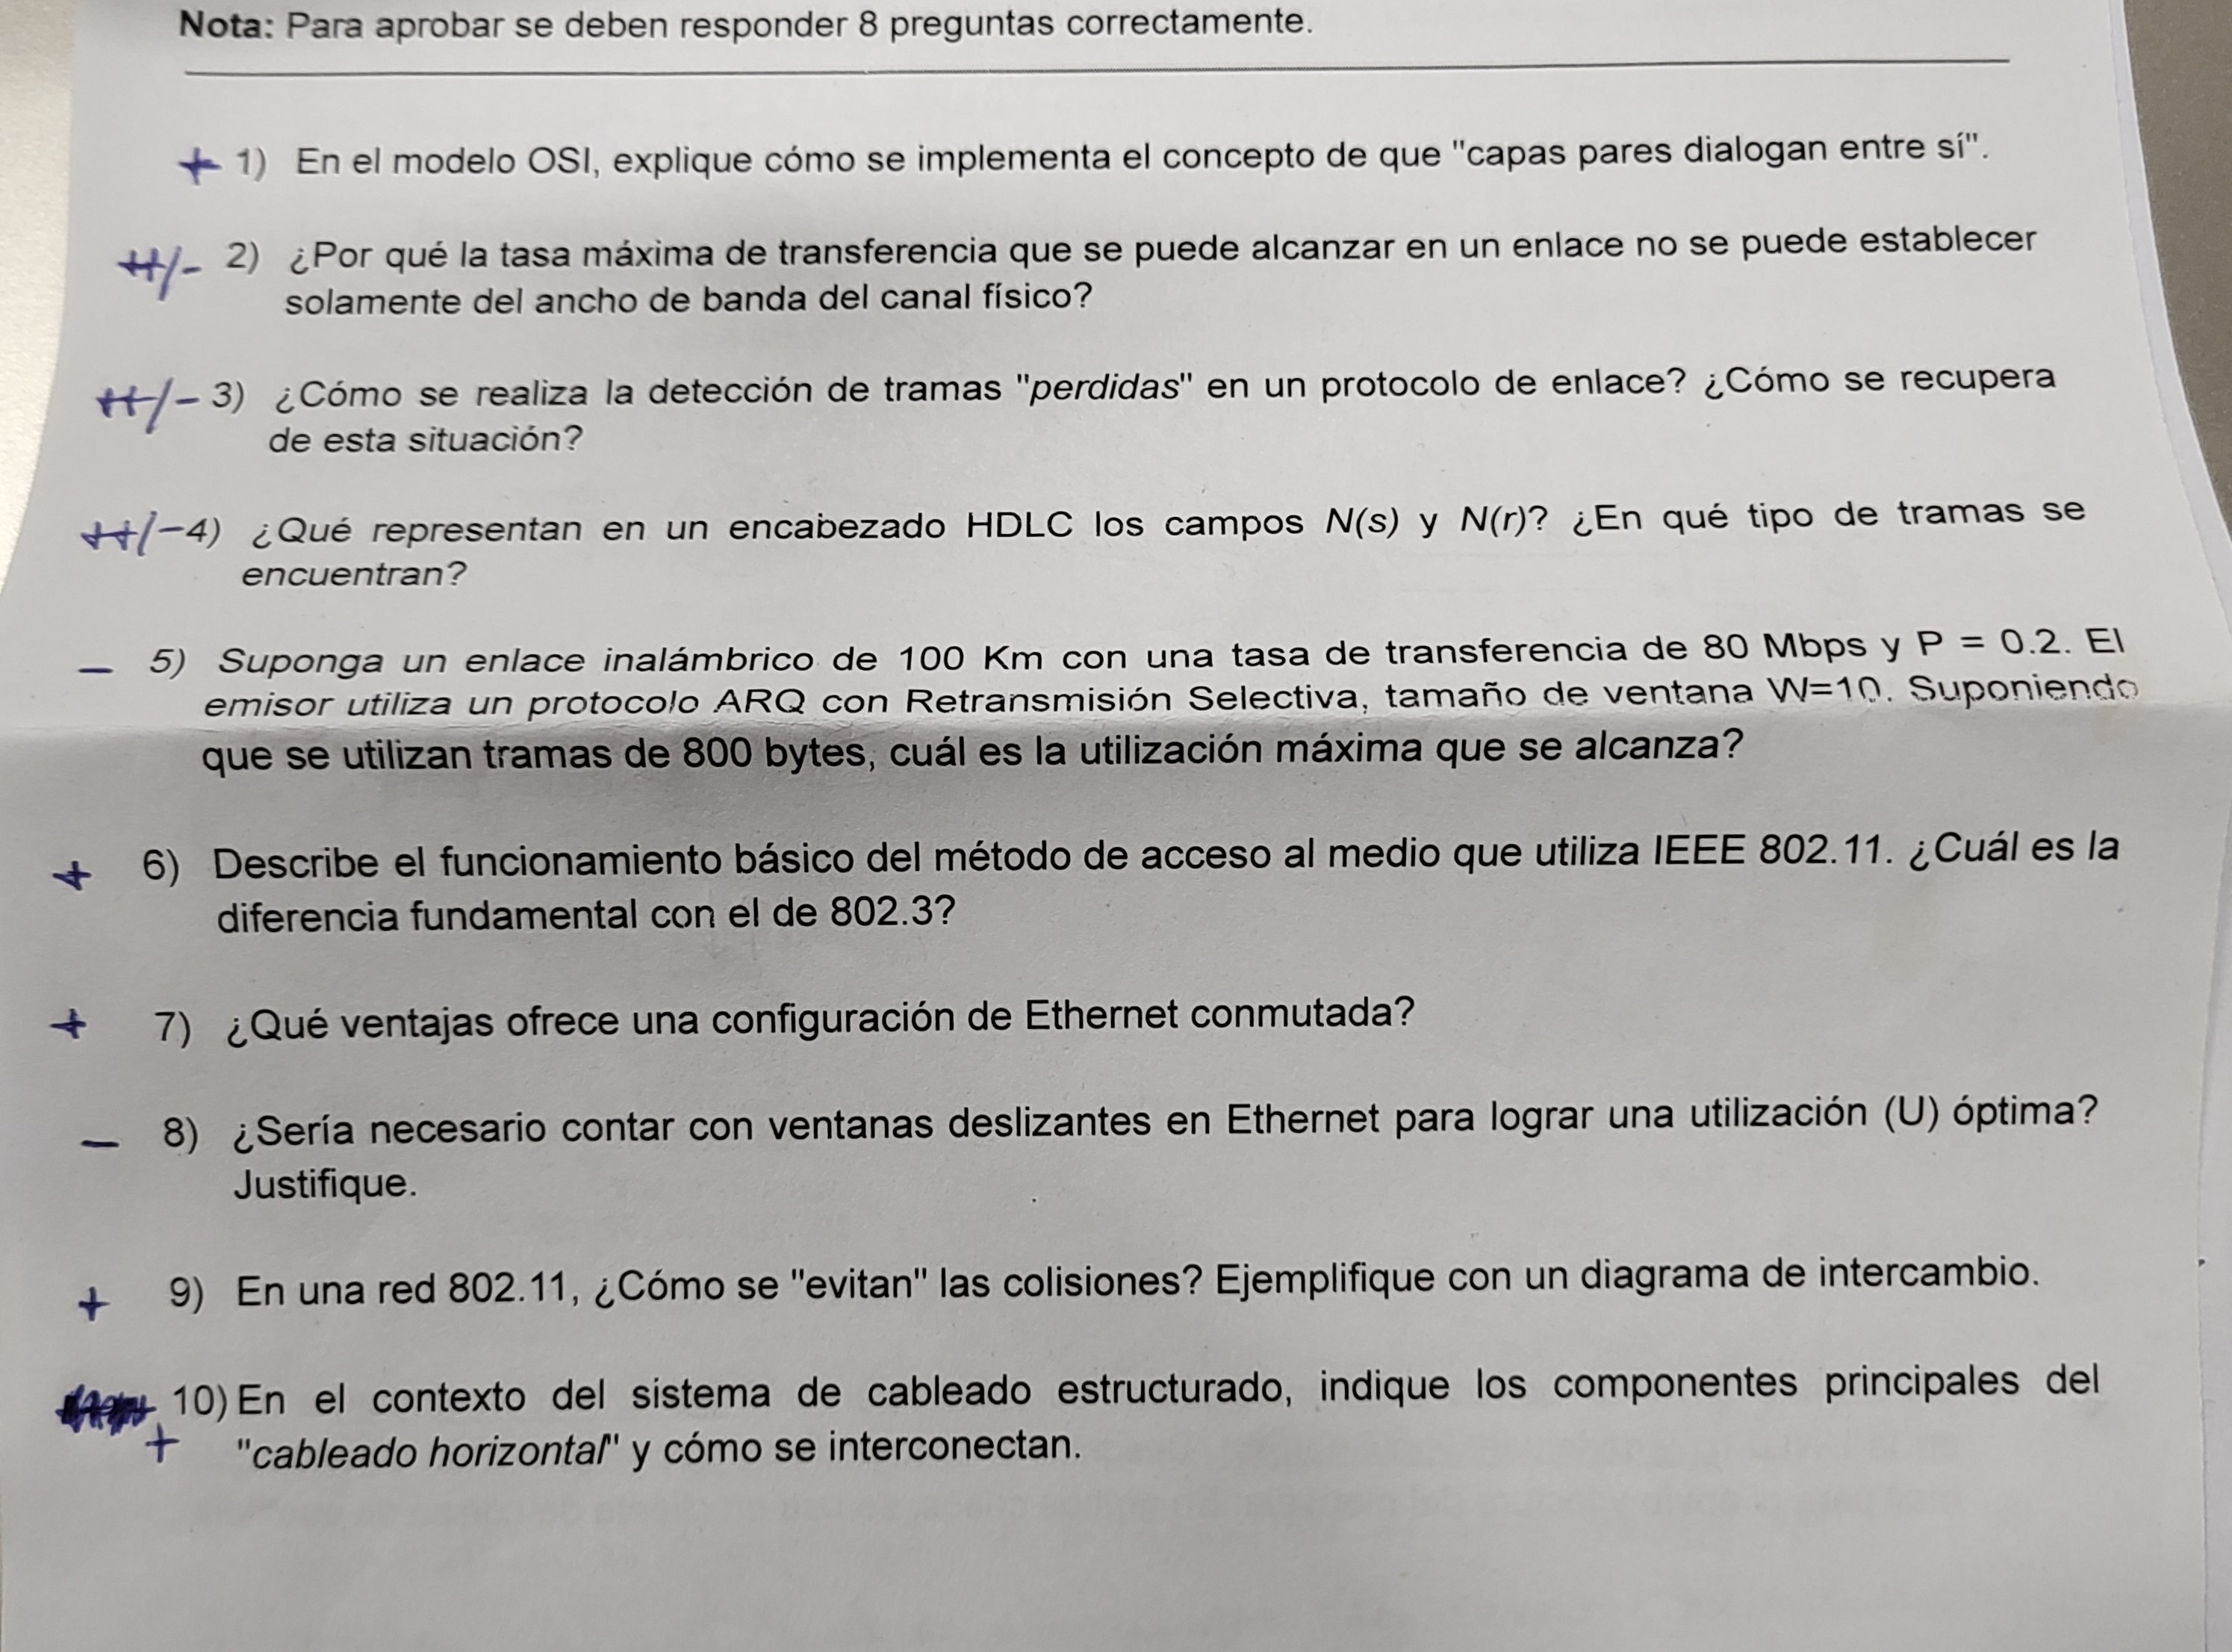 Nota: Para aprobar se deben responder 8 preguntas correctamente.
+ 1) En el modelo OSI, explique cómo se implementa el concepto de que "capas pares dialogan entre sí".
++/- 2) ¿Por qué la tasa máxima de transferencia que se puede alcanzar en un enlace no se puede establecer
solamente del ancho de banda del canal físico?
++/- 3) ¿Cómo se realiza la detección de tramas "perdidas" en un protocolo de enlace? ¿Cómo se recupera
de esta situación?
++/- 4) ¿Qué representan en un encabezado HDLC los campos N(s) y N(r)? ¿En qué tipo de tramas se
encuentran?
- 5) Suponga un enlace inalámbrico de 100 Km con una tasa de transferencia de 80 Mbps y P = 0.2. El
emisor utiliza un protocolo ARQ con Retransmisión Selectiva, tamaño de ventana W=10. Suponiendo
que se utilizan tramas de 800 bytes, cuál es la utilización máxima que se alcanza?
+ 6) Describe el funcionamiento básico del método de acceso al medio que utiliza IEEE 802.11. ¿Cuál es la
diferencia fundamental con el de 802.3?
+ 7) ¿Qué ventajas ofrece una configuración de Ethernet conmutada?
- 8) ¿Sería necesario contar con ventanas deslizantes en Ethernet para lograr una utilización (U) óptima?
Justifique.
+ 9) En una red 802.11, ¿Cómo se "evitan" las colisiones? Ejemplifique con un diagrama de intercambio.
10) En el contexto del sistema de cableado estructurado, indique los componentes principales del
+ "cableado horizontal" y cómo se interconectan.